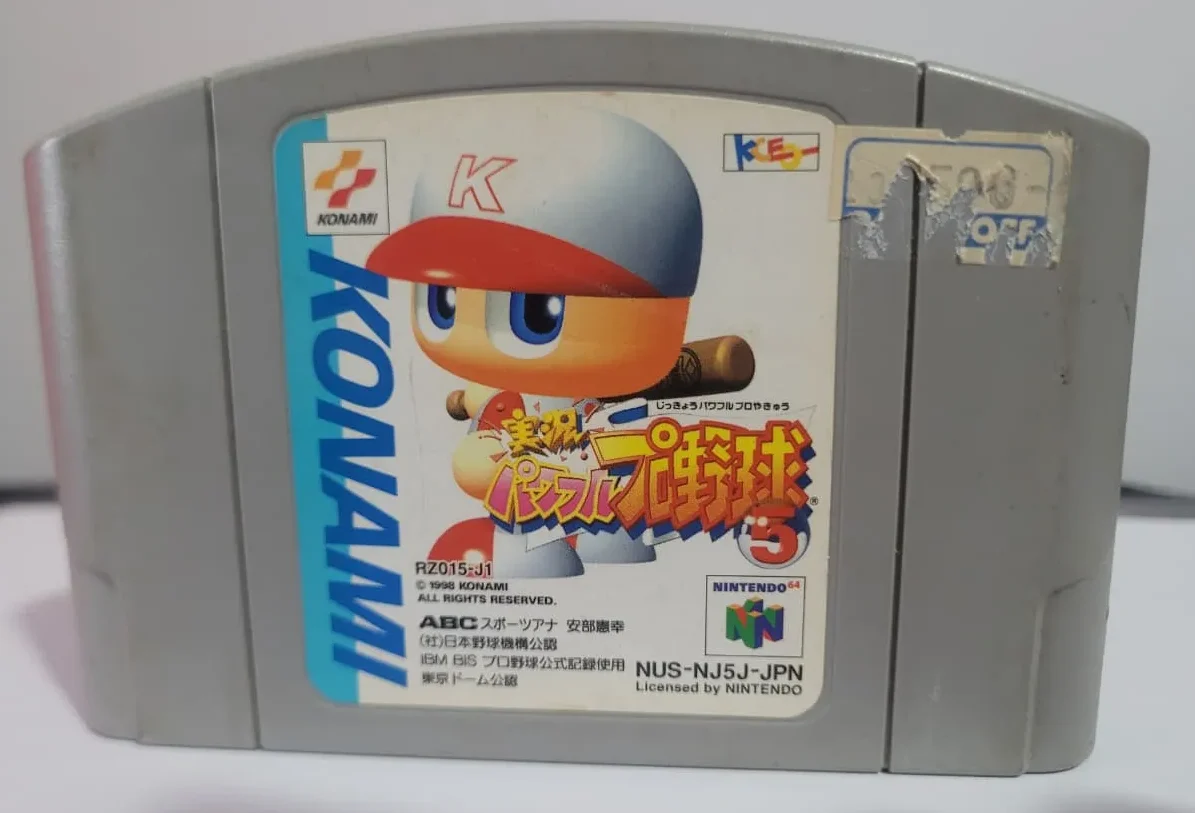 K
KONAMI
KCEO
KONAMI
じっきょうパワフルプロやきゅう
実況
パワフル
プロ野球®
5
RZ015-J1
© 1998 KONAMI
ALL RIGHTS RESERVED.
ABC スポーツアナ 安部憲幸
(社)日本野球機構公認
IBM BIS プロ野球公式記録使用
東京ドーム公認
NINTENDO 64
NUS-NJ5J-JPN
Licensed by NINTENDO
OFF